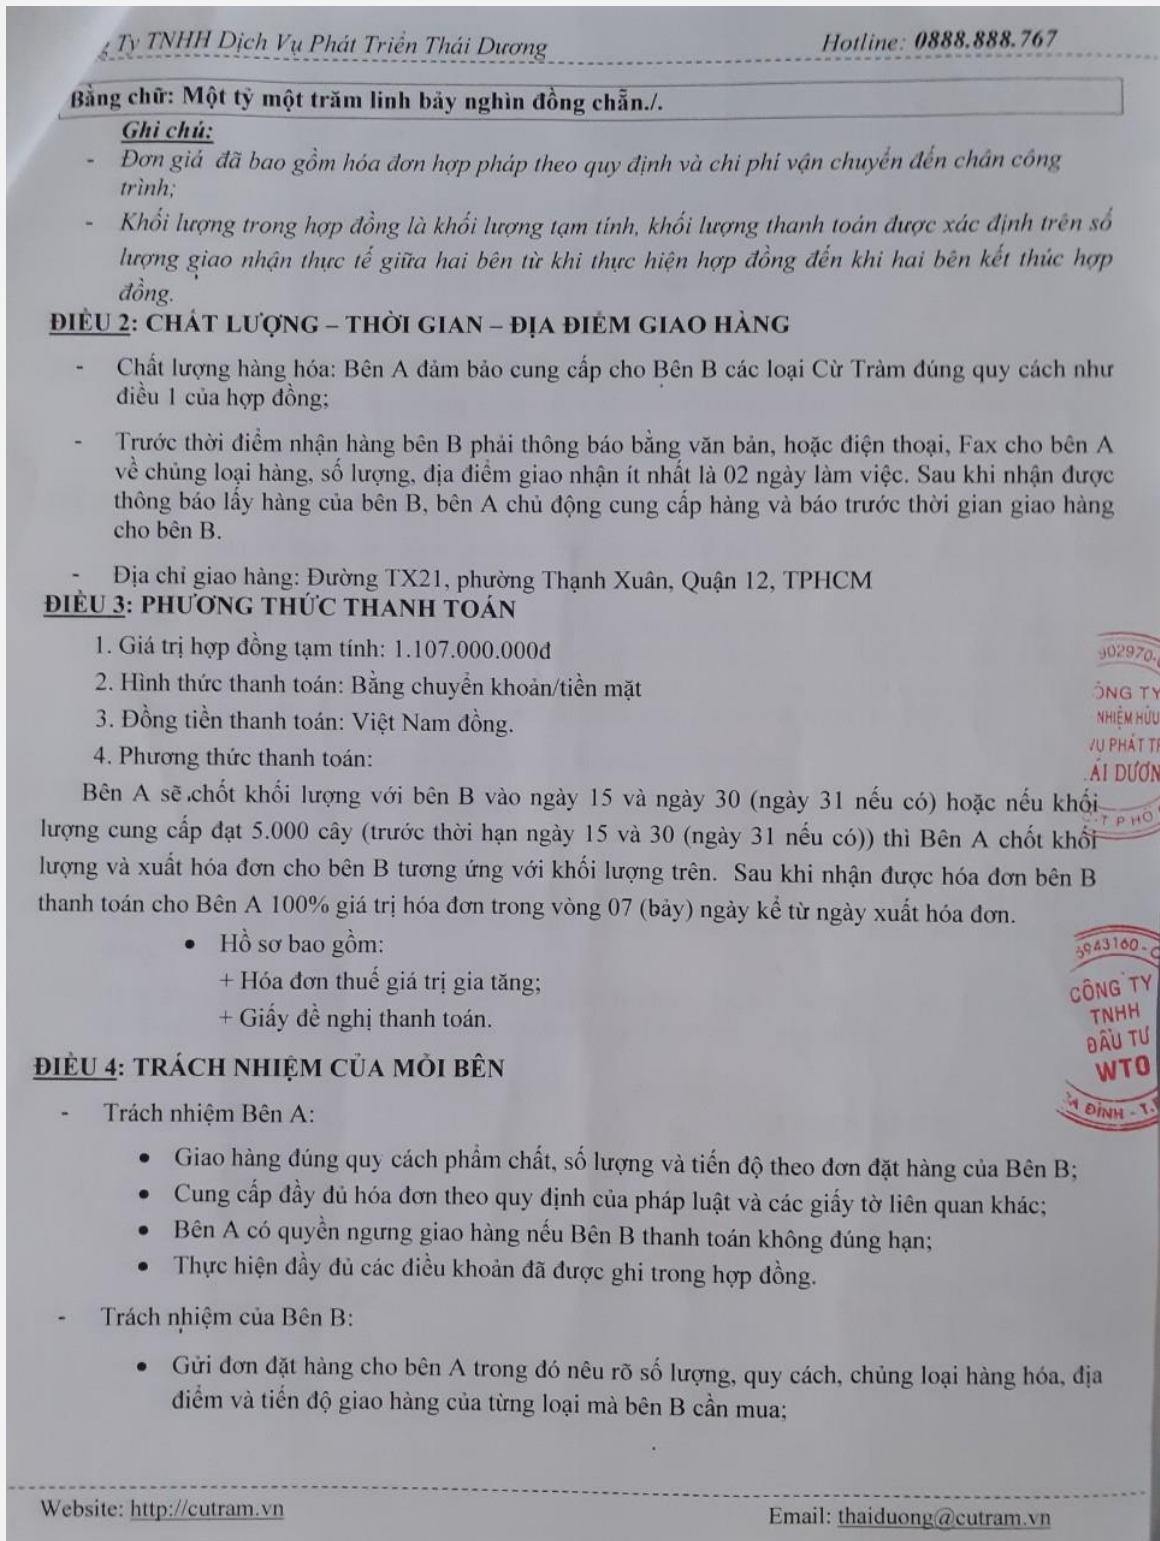 Ty TNHH Dịch Vụ Phát Triển Thái Dương Hotline: 0888.888.767
Bằng chữ: Một tỷ một trăm linh bảy nghìn đồng chẵn./.
Ghi chú:
- Đơn giá đã bao gồm hóa đơn hợp pháp theo quy định và chi phí vận chuyển đến chân công
trình;
- Khối lượng trong hợp đồng là khối lượng tạm tính, khối lượng thanh toán được xác định trên số
lượng giao nhận thực tế giữa hai bên từ khi thực hiện hợp đồng đến khi hai bên kết thúc hợp
đồng.
ĐIỀU 2: CHẤT LƯỢNG – THỜI GIAN – ĐỊA ĐIỂM GIAO HÀNG
- Chất lượng hàng hóa: Bên A đảm bảo cung cấp cho Bên B các loại Cừ Tràm đúng quy cách như
điều 1 của hợp đồng;
- Trước thời điểm nhận hàng bên B phải thông báo bằng văn bản, hoặc điện thoại, Fax cho bên A
về chủng loại hàng, số lượng, địa điểm giao nhận ít nhất là 02 ngày làm việc. Sau khi nhận được
thông báo lấy hàng của bên B, bên A chủ động cung cấp hàng và báo trước thời gian giao hàng
cho bên B.
- Địa chỉ giao hàng: Đường TX21, phường Thạnh Xuân, Quận 12, TPHCM
ĐIỀU 3: PHƯƠNG THỨC THANH TOÁN
1. Giá trị hợp đồng tạm tính: 1.107.000.000đ
2. Hình thức thanh toán: Bằng chuyển khoản/tiền mặt
3. Đồng tiền thanh toán: Việt Nam đồng.
4. Phương thức thanh toán:
902970-
ÔNG TY
NHIỆM HỮU
VỤ PHÁT TR
ÁI DƯƠN
T P HỒ
Bên A sẽ chốt khối lượng với bên B vào ngày 15 và ngày 30 (ngày 31 nếu có) hoặc nếu khối
lượng cung cấp đạt 5.000 cây (trước thời hạn ngày 15 và 30 (ngày 31 nếu có)) thì Bên A chốt khối
lượng và xuất hóa đơn cho bên B tương ứng với khối lượng trên. Sau khi nhận được hóa đơn bên B
thanh toán cho Bên A 100% giá trị hóa đơn trong vòng 07 (bảy) ngày kể từ ngày xuất hóa đơn.
• Hồ sơ bao gồm:
+ Hóa đơn thuế giá trị gia tăng;
+ Giấy đề nghị thanh toán.
5943160-C
CÔNG TY
TNHH
ĐẦU TƯ
WTO
BA ĐÌNH - T.
ĐIỀU 4: TRÁCH NHIỆM CỦA MỖI BÊN
- Trách nhiệm Bên A:
• Giao hàng đúng quy cách phẩm chất, số lượng và tiến độ theo đơn đặt hàng của Bên B;
• Cung cấp đầy đủ hóa đơn theo quy định của pháp luật và các giấy tờ liên quan khác;
• Bên A có quyền ngưng giao hàng nếu Bên B thanh toán không đúng hạn;
• Thực hiện đầy đủ các điều khoản đã được ghi trong hợp đồng.
- Trách nhiệm của Bên B:
• Gửi đơn đặt hàng cho bên A trong đó nêu rõ số lượng, quy cách, chủng loại hàng hóa, địa
điểm và tiến độ giao hàng của từng loại mà bên B cần mua;
Website: http://cutram.vn Email: thaiduong@cutram.vn